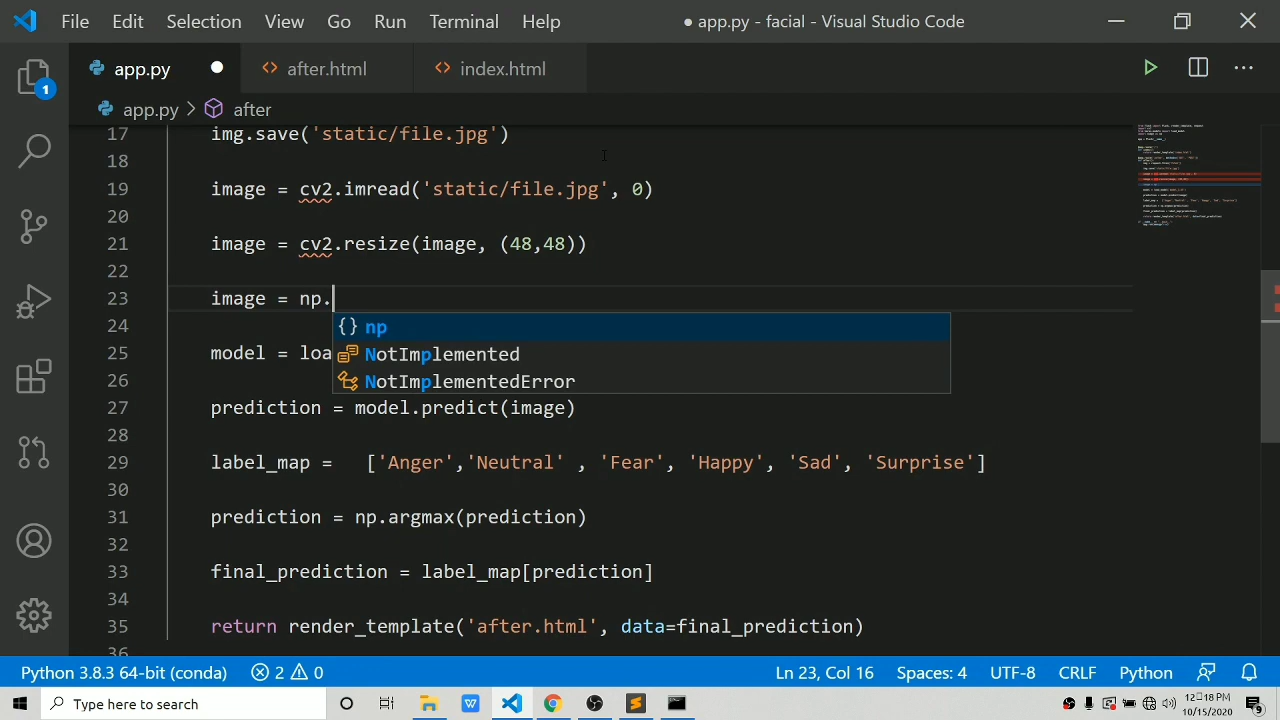 File Edit Selection View Go Run Terminal Help ● app.py - facial - Visual Studio Code
app.py after.html index.html
1
app.py > after
17 img.save('static/file.jpg')
18
19 image = cv2.imread('static/file.jpg', 0)
20
21 image = cv2.resize(image, (48,48))
22
23 image = np.
{} np
24
NotImplemented
25 model = loa
26
NotImplementedError
27 prediction = model.predict(image)
28
29 label_map = ['Anger','Neutral' , 'Fear', 'Happy', 'Sad', 'Surprise']
30
31 prediction = np.argmax(prediction)
32
33 final_prediction = label_map[prediction]
34
35 return render_template('after.html', data=final_prediction)
36
Python 3.8.3 64-bit (conda) 2 0 Ln 23, Col 16 Spaces: 4 UTF-8 CRLF Python
Type here to search
12:18 PM
10/15/2020
9